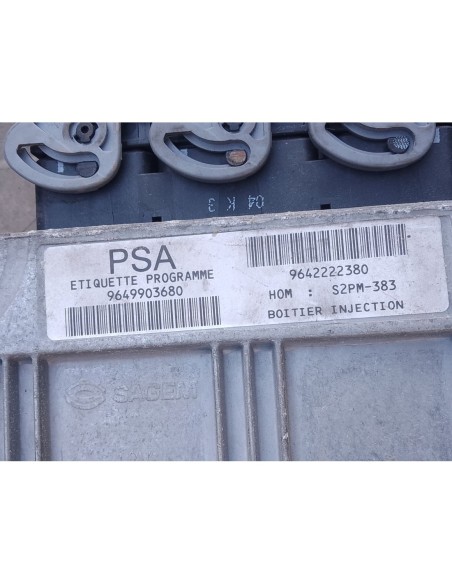 04 K 3
PSA
ETIQUETTE PROGRAMME
9649903680
9642222380
HOM : S2PM-383
BOITIER INJECTION
SAGEM